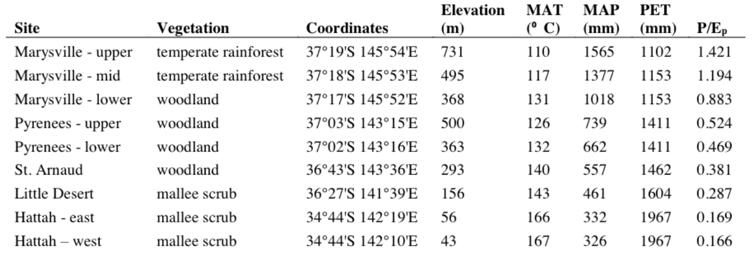 Elevation MAT MAP PET
Site Vegetation Coordinates (m) (⁰ C) (mm) (mm) P/Eₚ
Marysville - upper temperate rainforest 37°19'S 145°54'E 731 110 1565 1102 1.421
Marysville - mid temperate rainforest 37°18'S 145°53'E 495 117 1377 1153 1.194
Marysville - lower woodland 37°17'S 145°52'E 368 131 1018 1153 0.883
Pyrenees - upper woodland 37°03'S 143°15'E 500 126 739 1411 0.524
Pyrenees - lower woodland 37°02'S 143°16'E 363 132 662 1411 0.469
St. Arnaud woodland 36°43'S 143°36'E 293 140 557 1462 0.381
Little Desert mallee scrub 36°27'S 141°39'E 156 143 461 1604 0.287
Hattah - east mallee scrub 34°44'S 142°19'E 56 166 332 1967 0.169
Hattah – west mallee scrub 34°44'S 142°10'E 43 167 326 1967 0.166